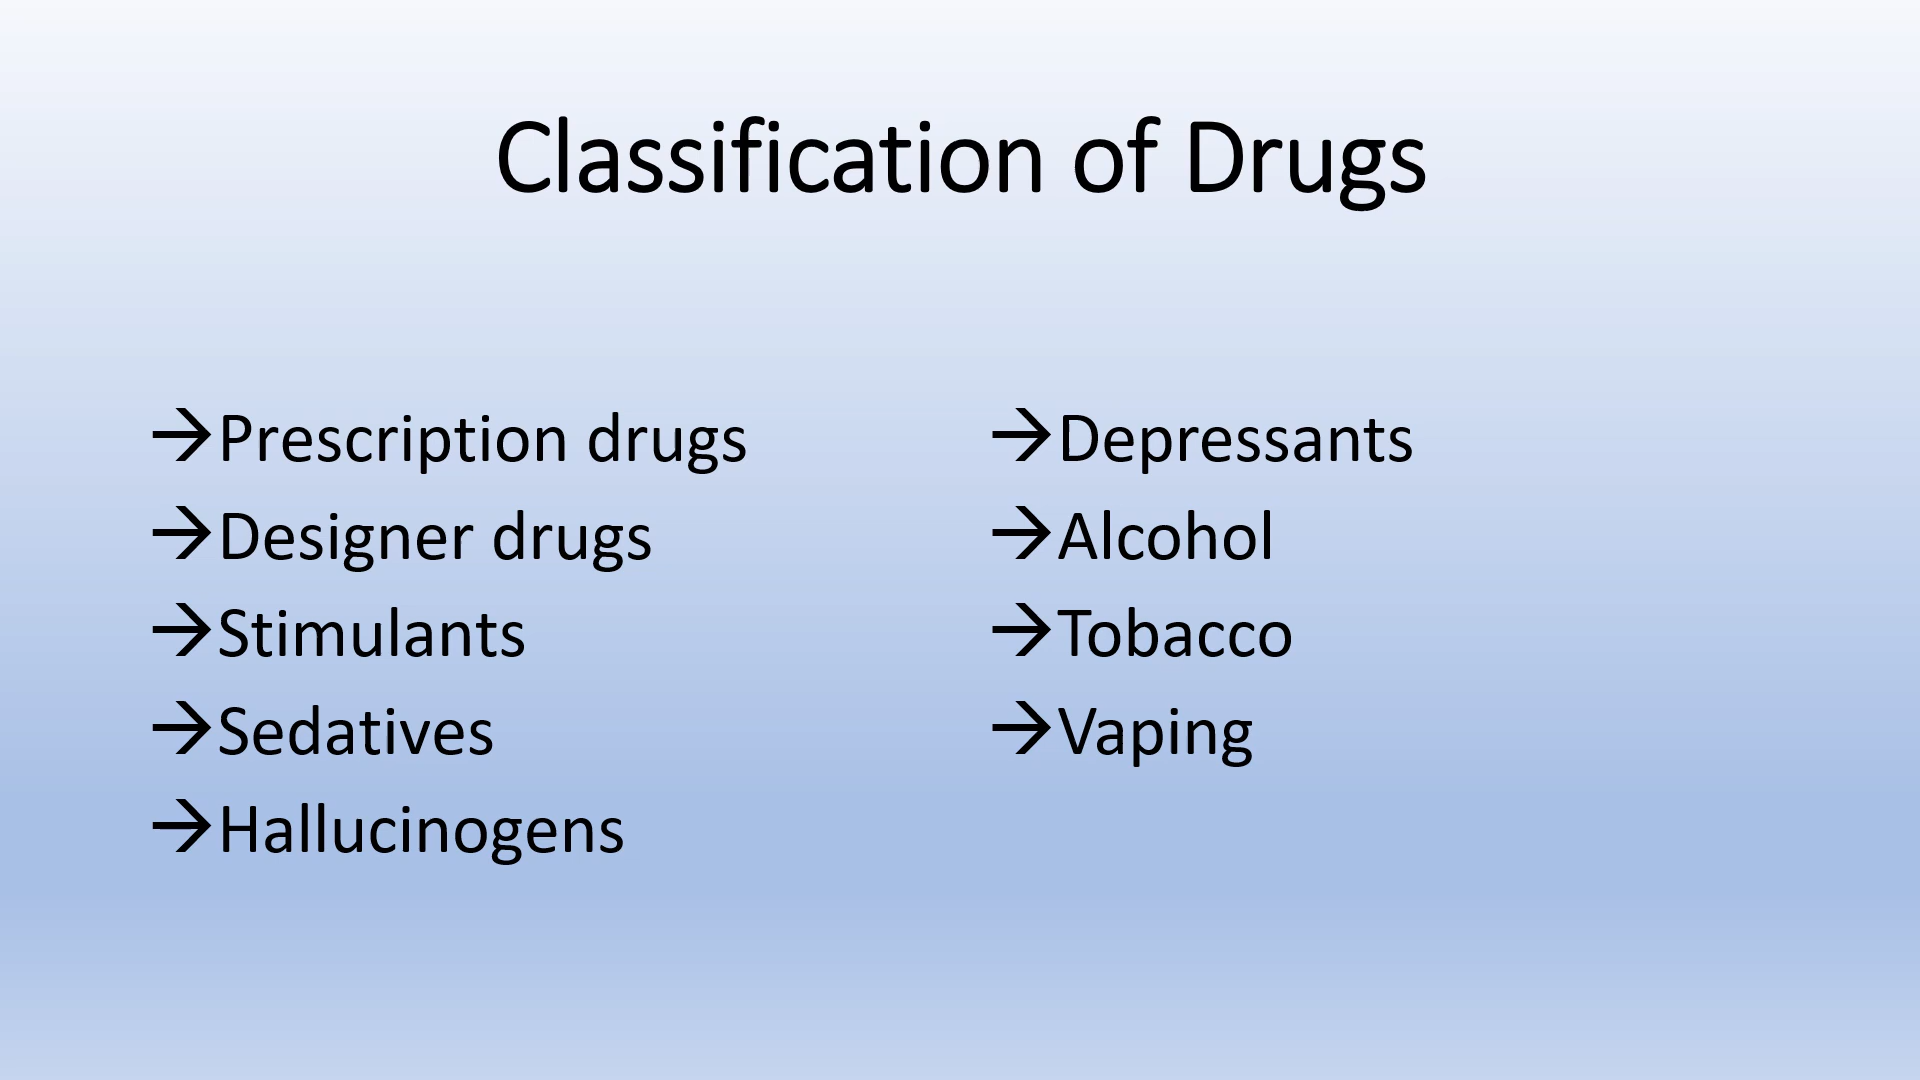 Classification of Drugs
→Prescription drugs
→Designer drugs
→Stimulants
→Sedatives
→Hallucinogens
→Depressants
→Alcohol
→Tobacco
→Vaping